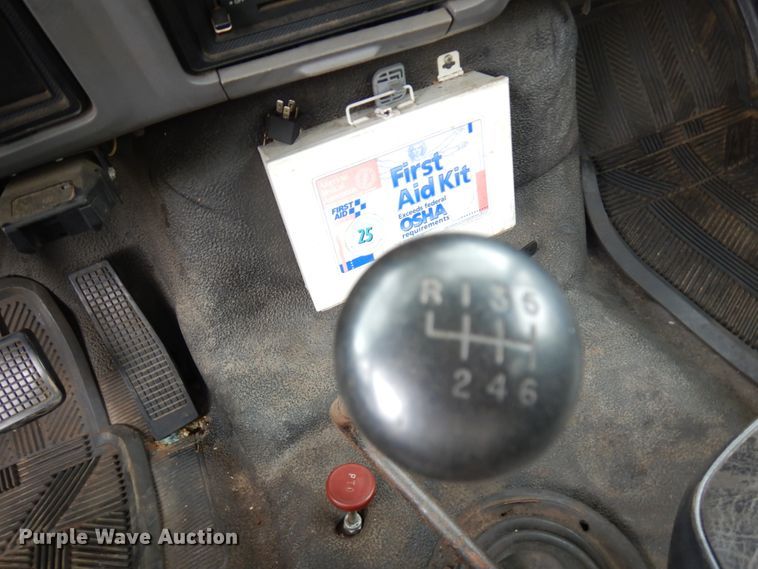 OFF
First
Aid Kit
FIRST
AID
Exceeds federal
OSHA
requirements
25
R 1 3 5
2 4 6
PTO
Purple Wave Auction